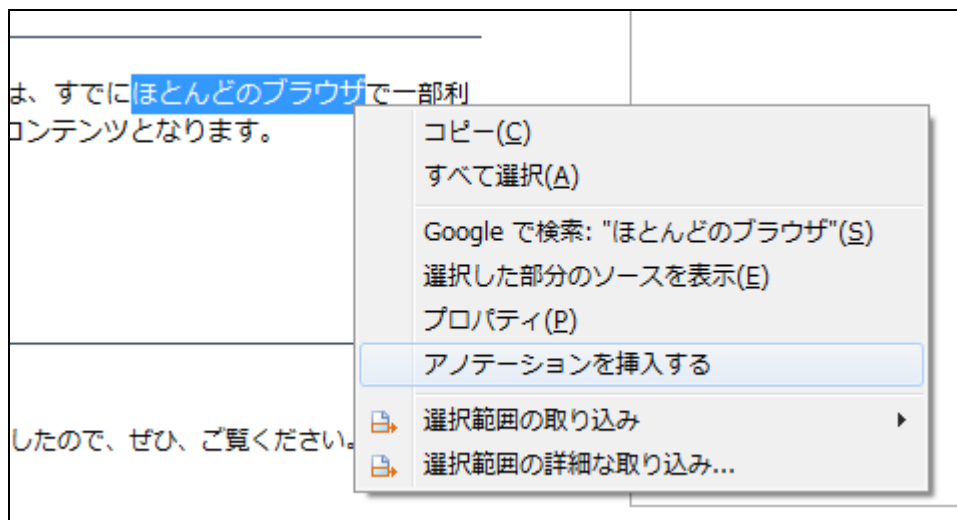 は、すでにほとんどのブラウザで一部利
コンテンツとなります。
コピー(C)
すべて選択(A)
Google で検索: "ほとんどのブラウザ"(S)
選択した部分のソースを表示(E)
プロパティ(P)
アノテーションを挿入する
選択範囲の取り込み
したので、ぜひ、ご覧ください。
選択範囲の詳細な取り込み...